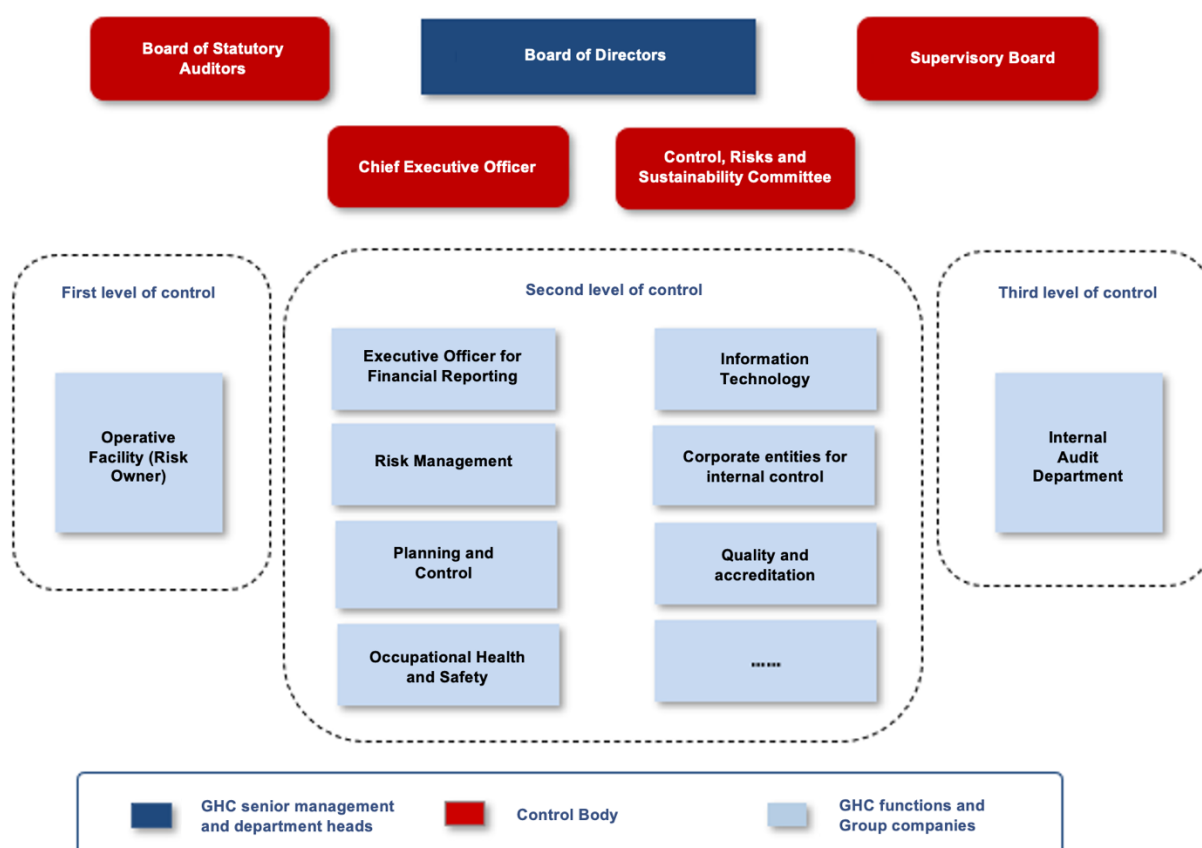 Board of Statutory
Auditors
Board of Directors
Supervisory Board
Chief Executive Officer
Control, Risks and
Sustainability Committee
First level of control
Second level of control
Third level of control
Operative
Facility (Risk
Owner)
Executive Officer for
Financial Reporting
Information
Technology
Risk Management
Corporate entities for
internal control
Planning and
Control
Quality and
accreditation
Occupational Health
and Safety
......
Internal
Audit
Department
GHC senior management
and department heads
Control Body
GHC functions and
Group companies